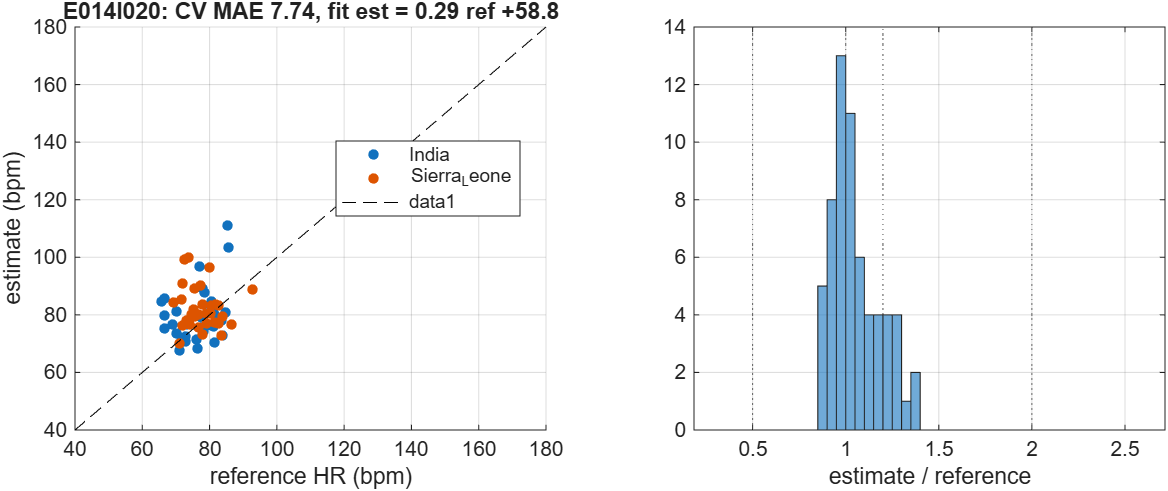 E014I020: CV MAE 7.74, fit est = 0.29 ref +58.8
180
160
140
120
100
80
60
40
40 60 80 100 120 140 160 180
estimate (bpm)
reference HR (bpm)
India
Sierra_Leone
data1
14
12
10
8
6
4
2
0
0.5 1 1.5 2 2.5
estimate / reference